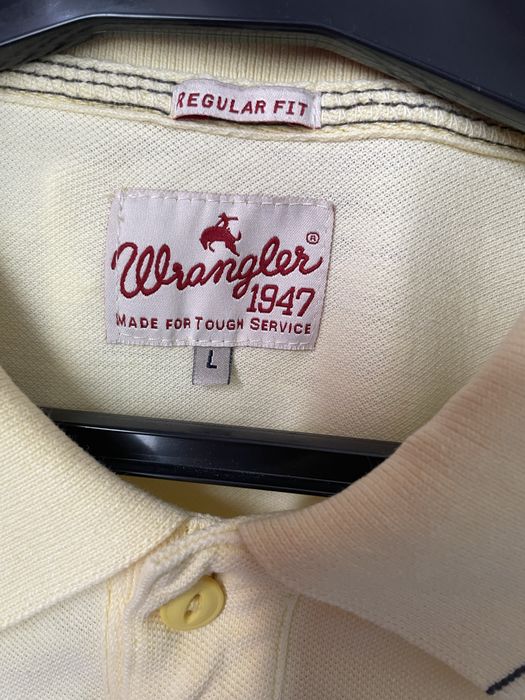 REGULAR FIT
Wrangler®
1947
MADE FOR TOUGH SERVICE
L